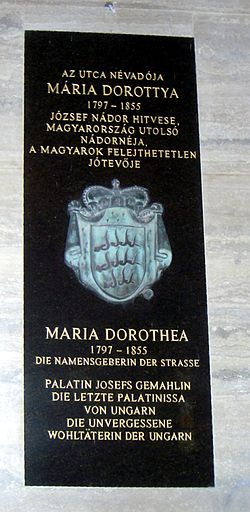 AZ UTCA NÉVADÓJA
MÁRIA DOROTTYA
1797 – 1855
JÓZSEF NÁDOR HITVESE,
MAGYARORSZÁG UTOLSÓ
NÁDORNÉJA,
A MAGYAROK FELEJTHETETLEN
JÓTEVŐJE
MARIA DOROTHEA
1797 – 1855
DIE NAMENSGEBERIN DER STRASSE
PALATIN JOSEFS GEMAHLIN
DIE LETZTE PALATINISSA
VON UNGARN
DIE UNVERGESSENE
WOHLTÄTERIN DER UNGARN